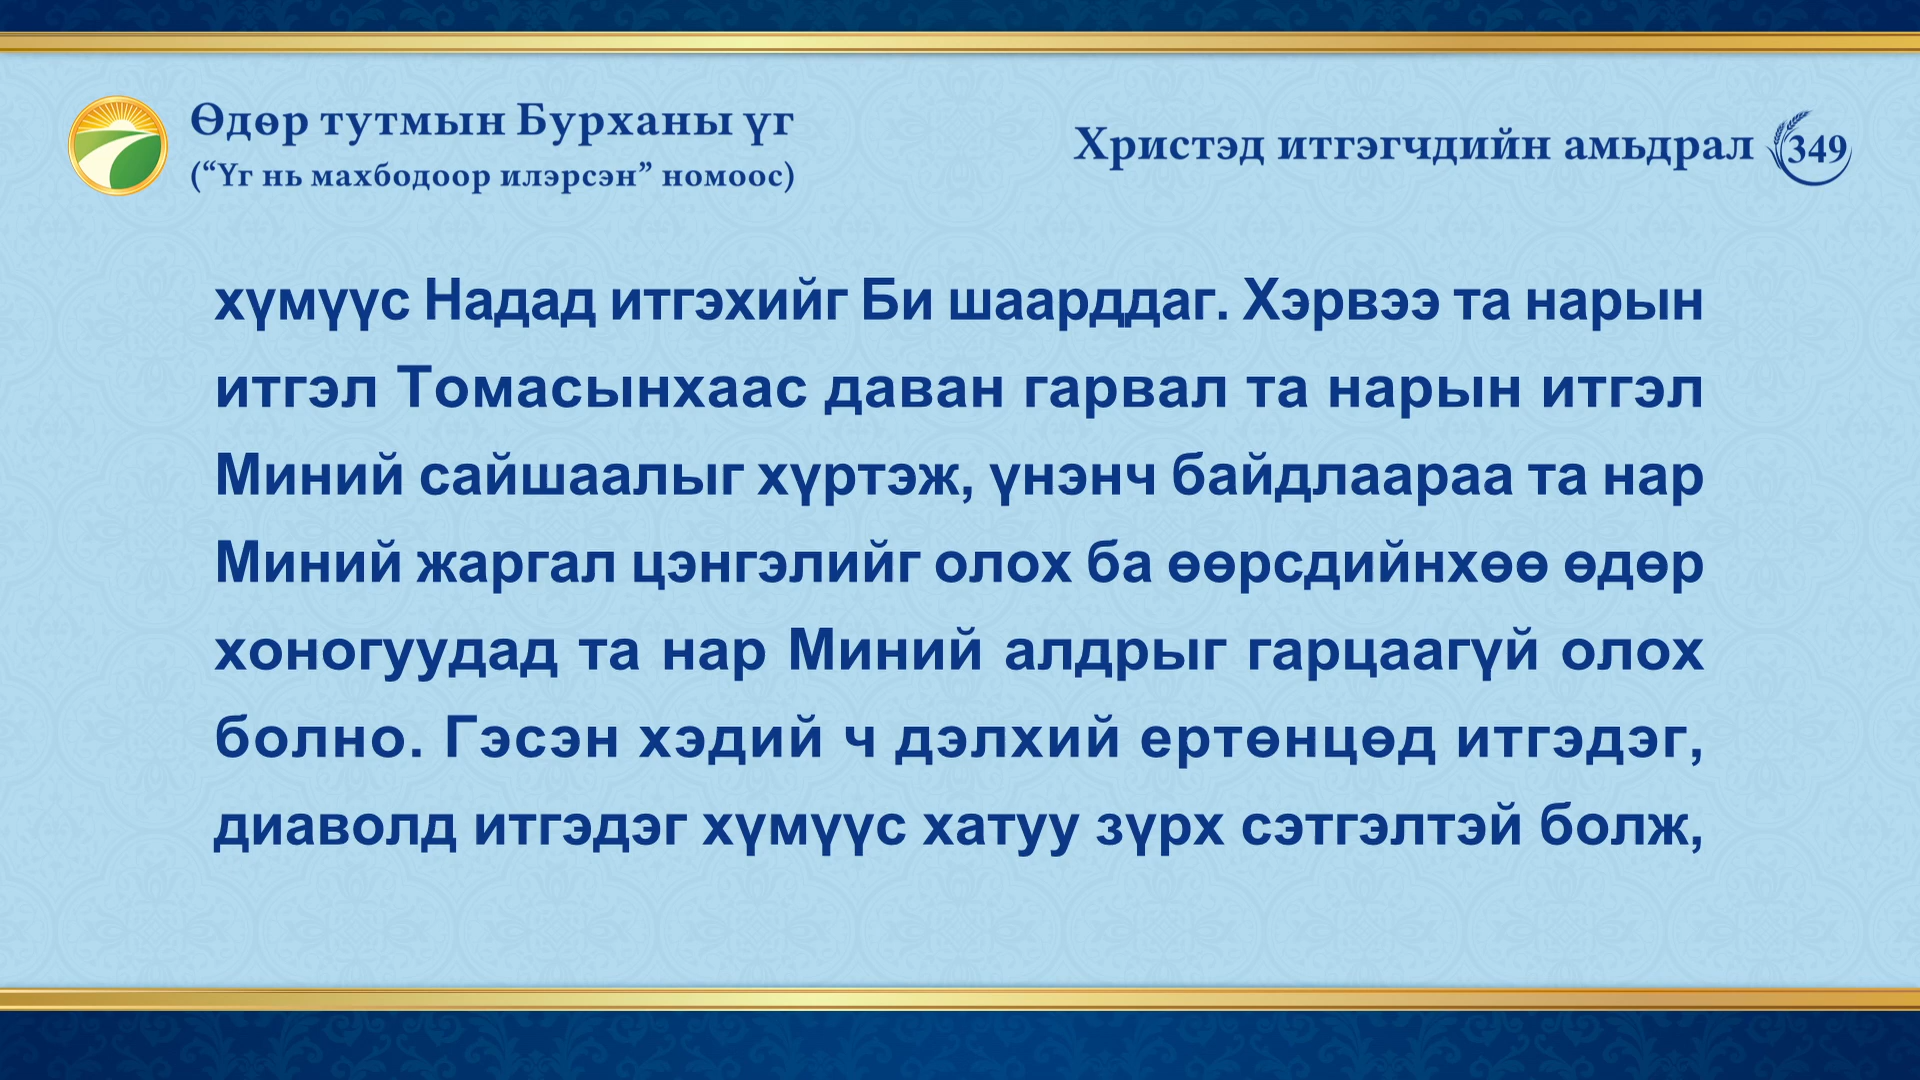 Өдөр тутмын Бурханы үг
(“Үг нь махбодоор илэрсэн” номоос)
Христэд итгэгчдийн амьдрал 349
хүмүүс Надад итгэхийг Би шаарддаг. Хэрвээ та нарын
итгэл Томасынхаас даван гарвал та нарын итгэл
Миний сайшаалыг хүртэж, үнэнч байдлаараа та нар
Миний жаргал цэнгэлийг олох ба өөрсдийнхөө өдөр
хоногуудад та нар Миний алдрыг гарцаагүй олох
болно. Гэсэн хэдий ч дэлхий ертөнцөд итгэдэг,
диаволд итгэдэг хүмүүс хатуу зүрх сэтгэлтэй болж,